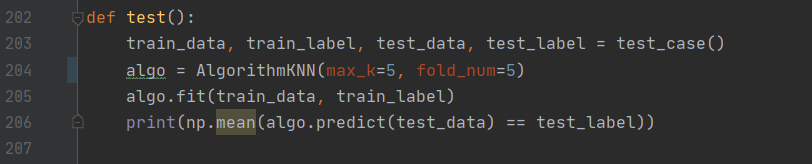 202 def test():
203 train_data, train_label, test_data, test_label = test_case()
204 algo = AlgorithmKNN(max_k=5, fold_num=5)
205 algo.fit(train_data, train_label)
206 print(np.mean(algo.predict(test_data) == test_label))
207